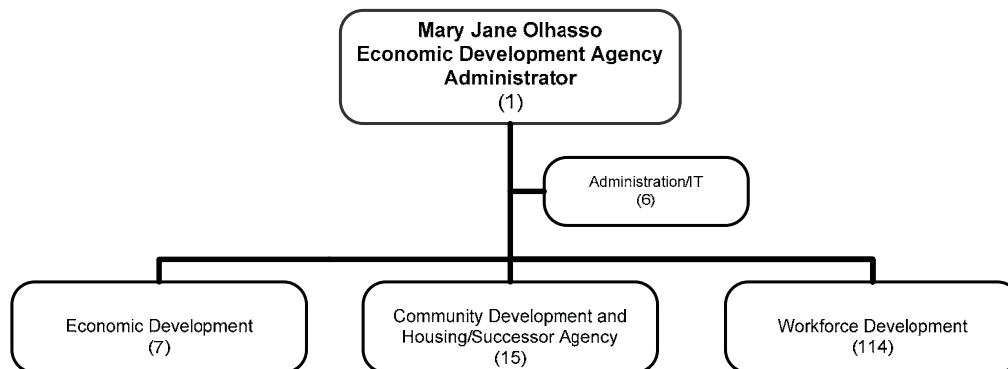 Mary Jane Olhasso
Economic Development Agency
Administrator
(1)
Administration/IT
(6)
Economic Development
(7)
Community Development and
Housing/Successor Agency
(15)
Workforce Development
(114)